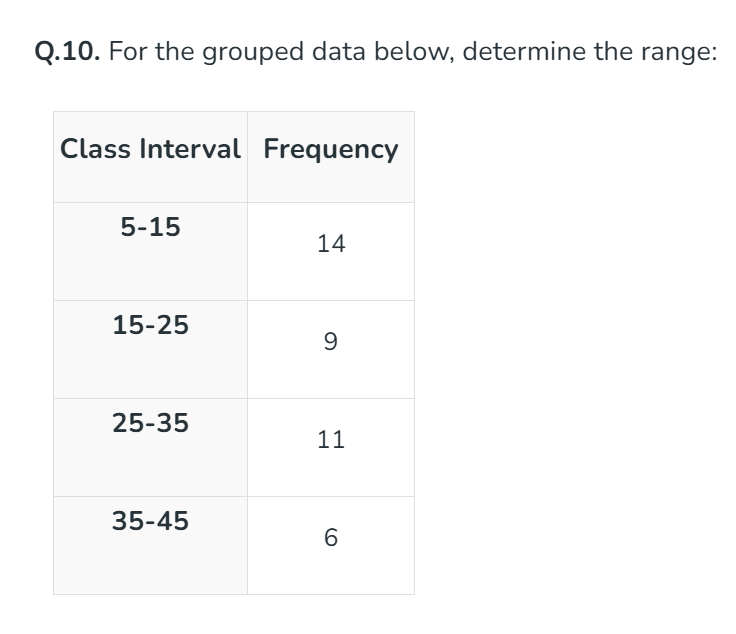 Q.10. For the grouped data below, determine the range:
Class Interval Frequency
5-15 14
15-25 9
25-35 11
35-45 6